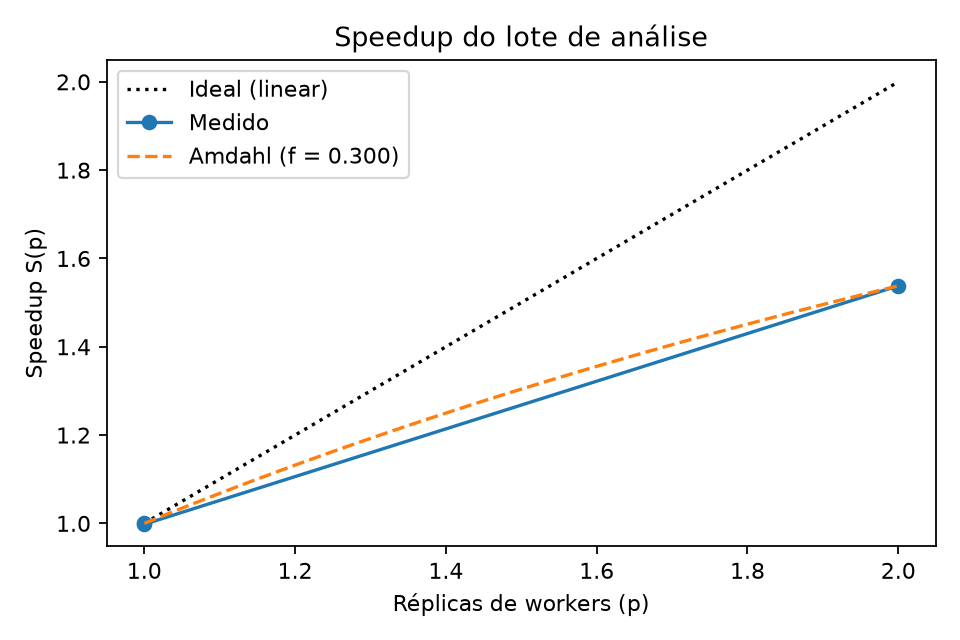 Speedup do lote de análise
Ideal (linear)
Medido
Amdahl (f = 0.300)
Speedup S(p)
2.0
1.8
1.6
1.4
1.2
1.0
1.0 1.2 1.4 1.6 1.8 2.0
Réplicas de workers (p)